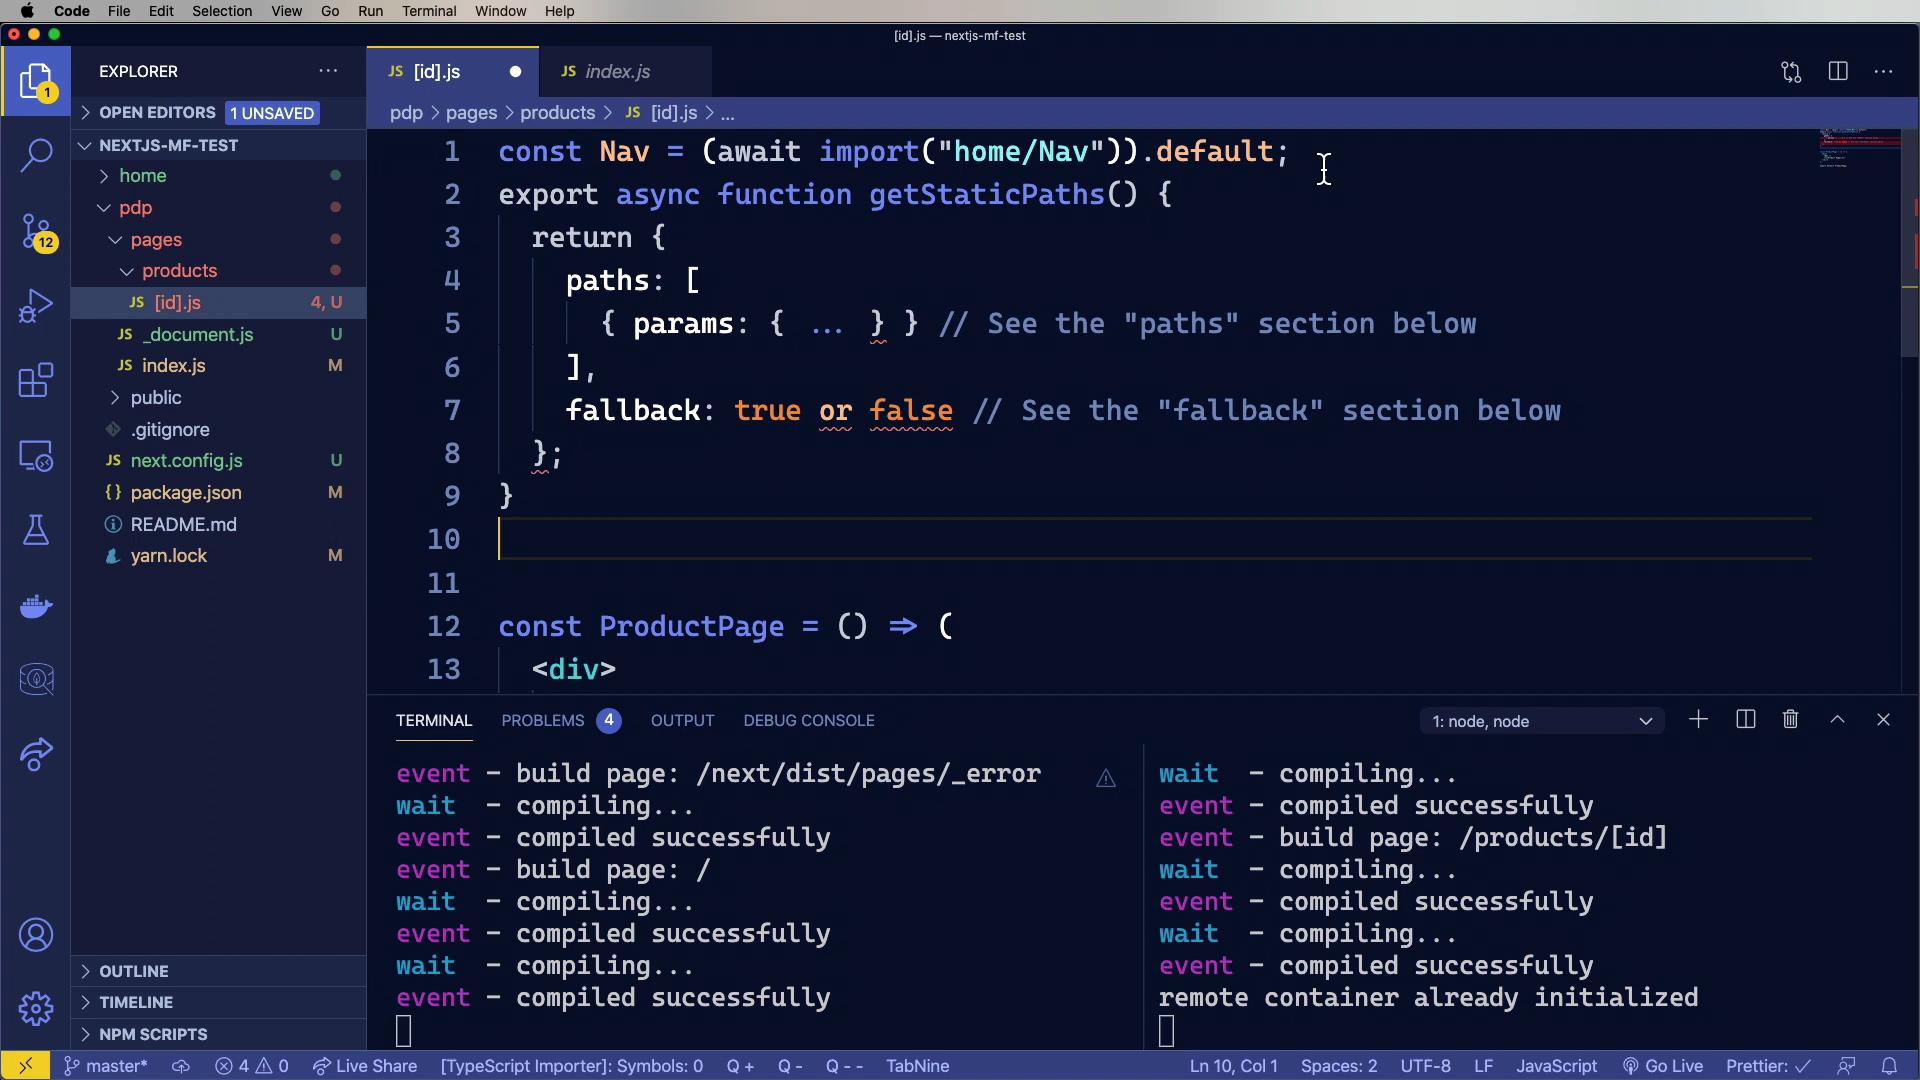 Code File Edit Selection View Go Run Terminal Window Help
[id].js — nextjs-mf-test
EXPLORER
JS [id].js
JS index.js
OPEN EDITORS 1 UNSAVED
pdp > pages > products > JS [id].js > ...
NEXTJS-MF-TEST
home
pdp
pages
products
JS [id].js 4, U
JS _document.js U
JS index.js M
public
.gitignore
JS next.config.js U
{} package.json M
README.md
yarn.lock M
OUTLINE
TIMELINE
NPM SCRIPTS
1
12
1 const Nav = (await import("home/Nav")).default;
2 export async function getStaticPaths() {
3 return {
4 paths: [
5 { params: { ... } } // See the "paths" section below
6 ],
7 fallback: true or false // See the "fallback" section below
8 };
9 }
10
11
12 const ProductPage = () => (
13 <div>
TERMINAL PROBLEMS 4 OUTPUT DEBUG CONSOLE
1: node, node
event - build page: /next/dist/pages/_error
wait - compiling...
event - compiled successfully
event - build page: /
wait - compiling...
event - compiled successfully
wait - compiling...
event - compiled successfully
wait - compiling...
event - compiled successfully
event - build page: /products/[id]
wait - compiling...
event - compiled successfully
wait - compiling...
event - compiled successfully
remote container already initialized
master* 4 0 Live Share [TypeScript Importer]: Symbols: 0 Q + Q - Q - - TabNine Ln 10, Col 1 Spaces: 2 UTF-8 LF JavaScript Go Live Prettier: ✓